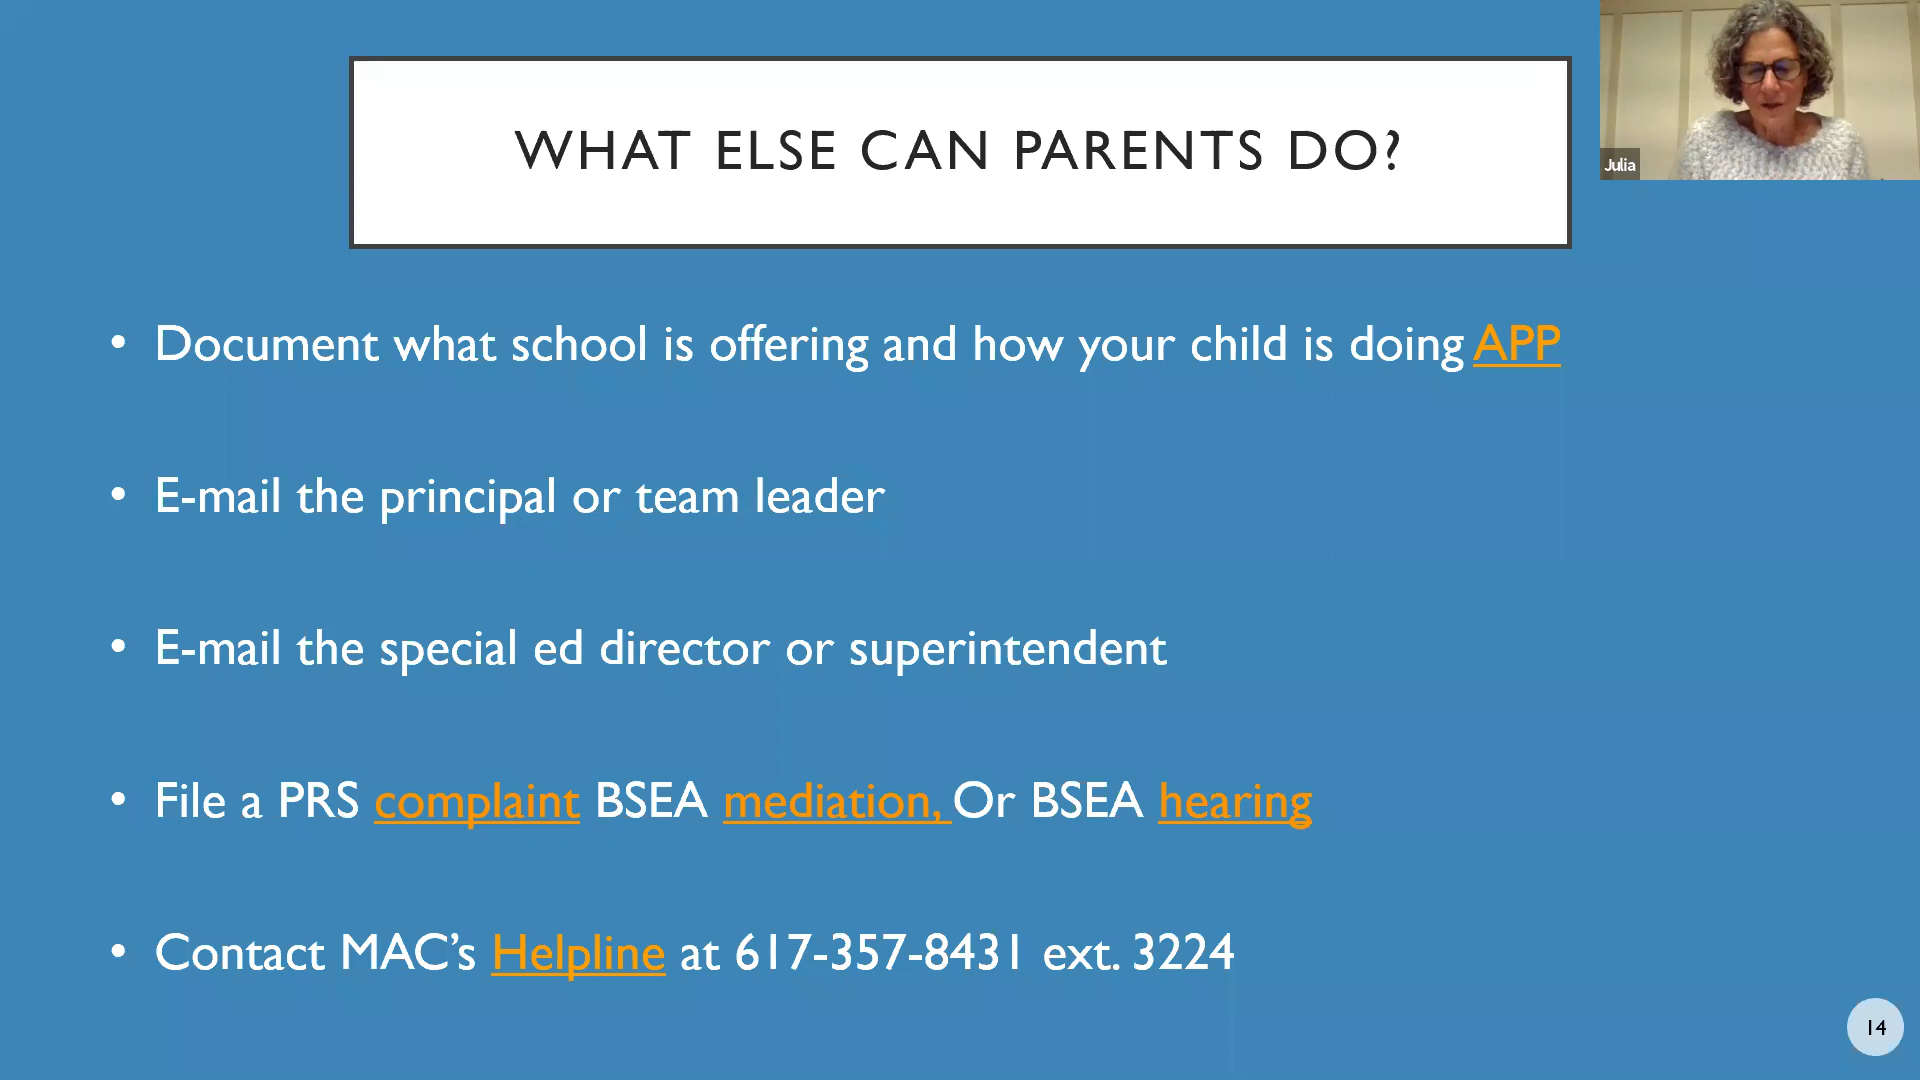 WHAT ELSE CAN PARENTS DO?
Julia
• Document what school is offering and how your child is doing APP
• E-mail the principal or team leader
• E-mail the special ed director or superintendent
• File a PRS complaint BSEA mediation, Or BSEA hearing
• Contact MAC’s Helpline at 617-357-8431 ext. 3224
14